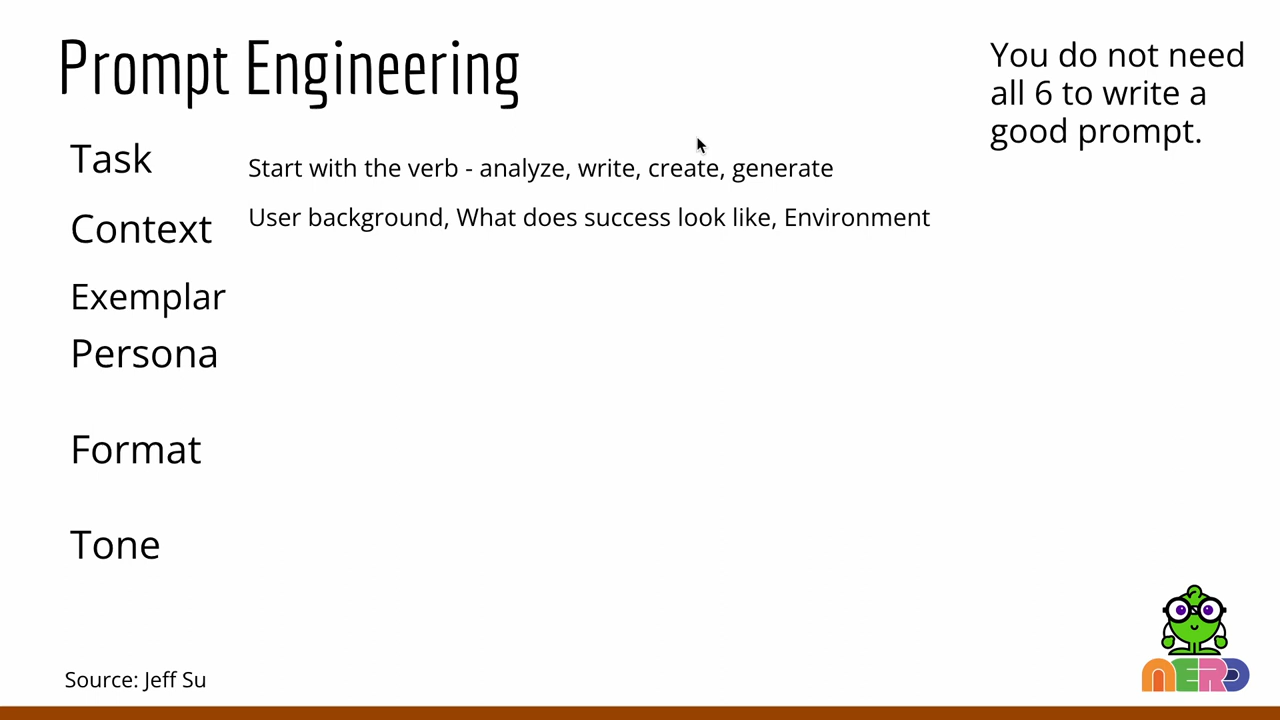 Prompt Engineering
You do not need
all 6 to write a
good prompt.
Task
Start with the verb - analyze, write, create, generate
Context
User background, What does success look like, Environment
Exemplar
Persona
Format
Tone
Source: Jeff Su
NERD